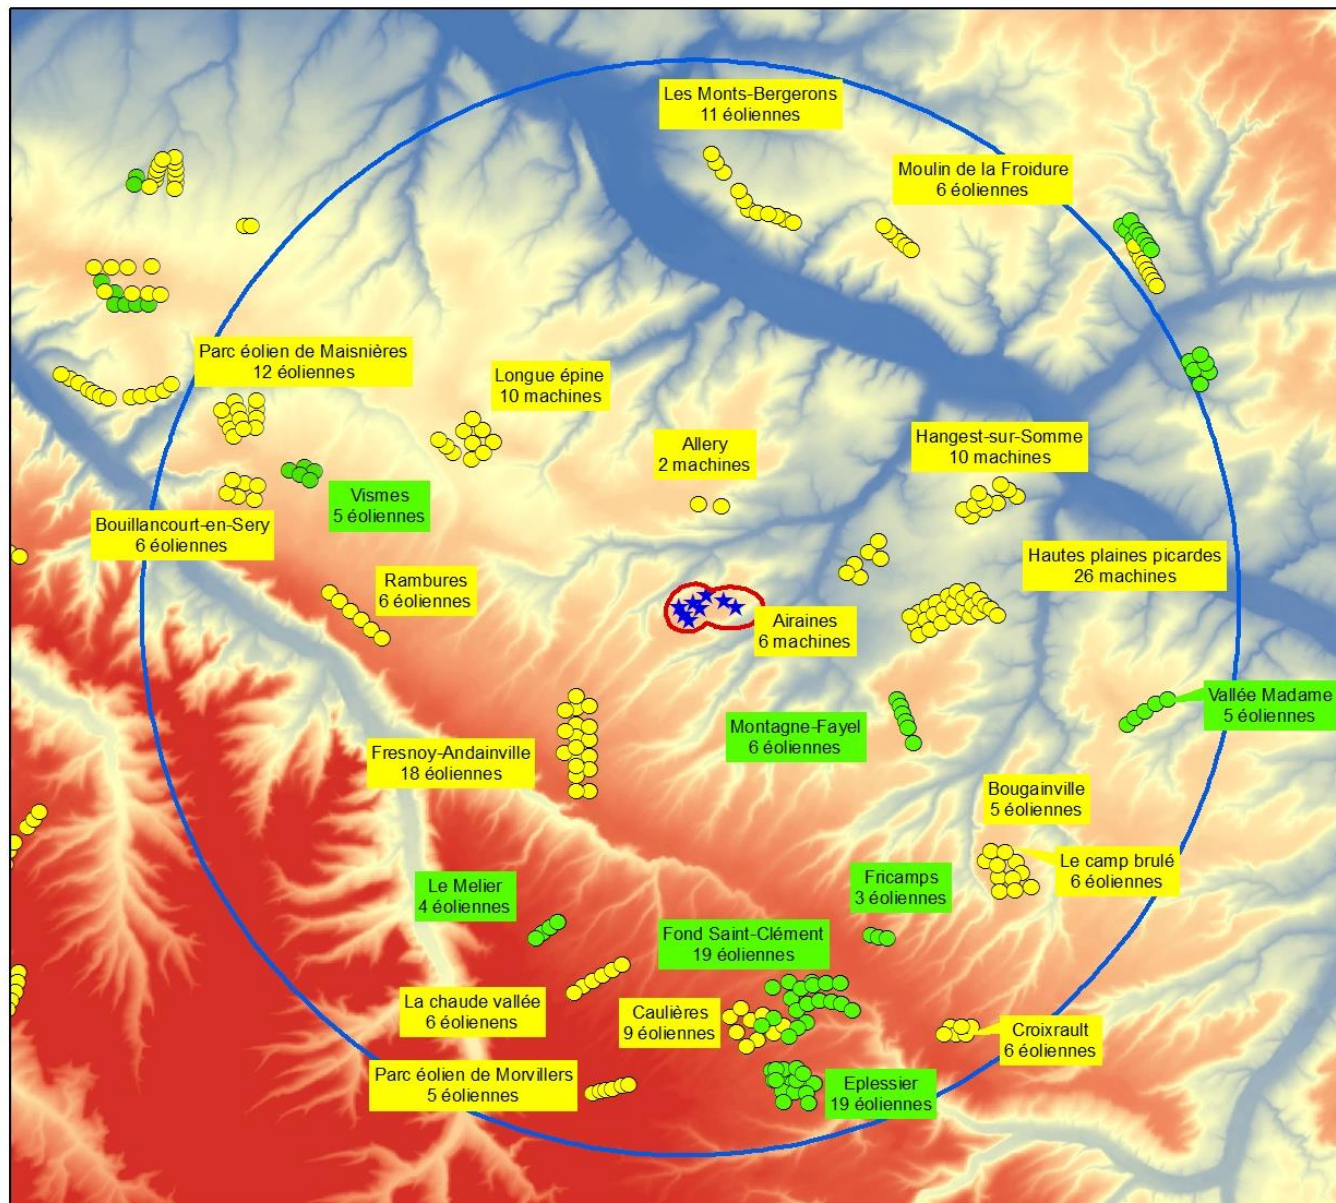 Les Monts-Bergerons
11 éoliennes
Moulin de la Froidure
6 éoliennes
Parc éolien de Maisnières
12 éoliennes
Longue épine
10 machines
Allery
2 machines
Hangest-sur-Somme
10 machines
Vismes
5 éoliennes
Bouillancourt-en-Sery
6 éoliennes
Hautes plaines picardes
26 machines
Rambures
6 éoliennes
Airaines
6 machines
Vallée Madame
5 éoliennes
Montagne-Fayel
6 éoliennes
Fresnoy-Andainville
18 éoliennes
Bougainville
5 éoliennes
Le camp brulé
6 éoliennes
Le Melier
4 éoliennes
Fricamps
3 éoliennes
Fond Saint-Clément
19 éoliennes
La chaude vallée
6 éolienens
Caulières
9 éoliennes
Croixrault
6 éoliennes
Parc éolien de Morvillers
5 éoliennes
Eplessier
19 éoliennes